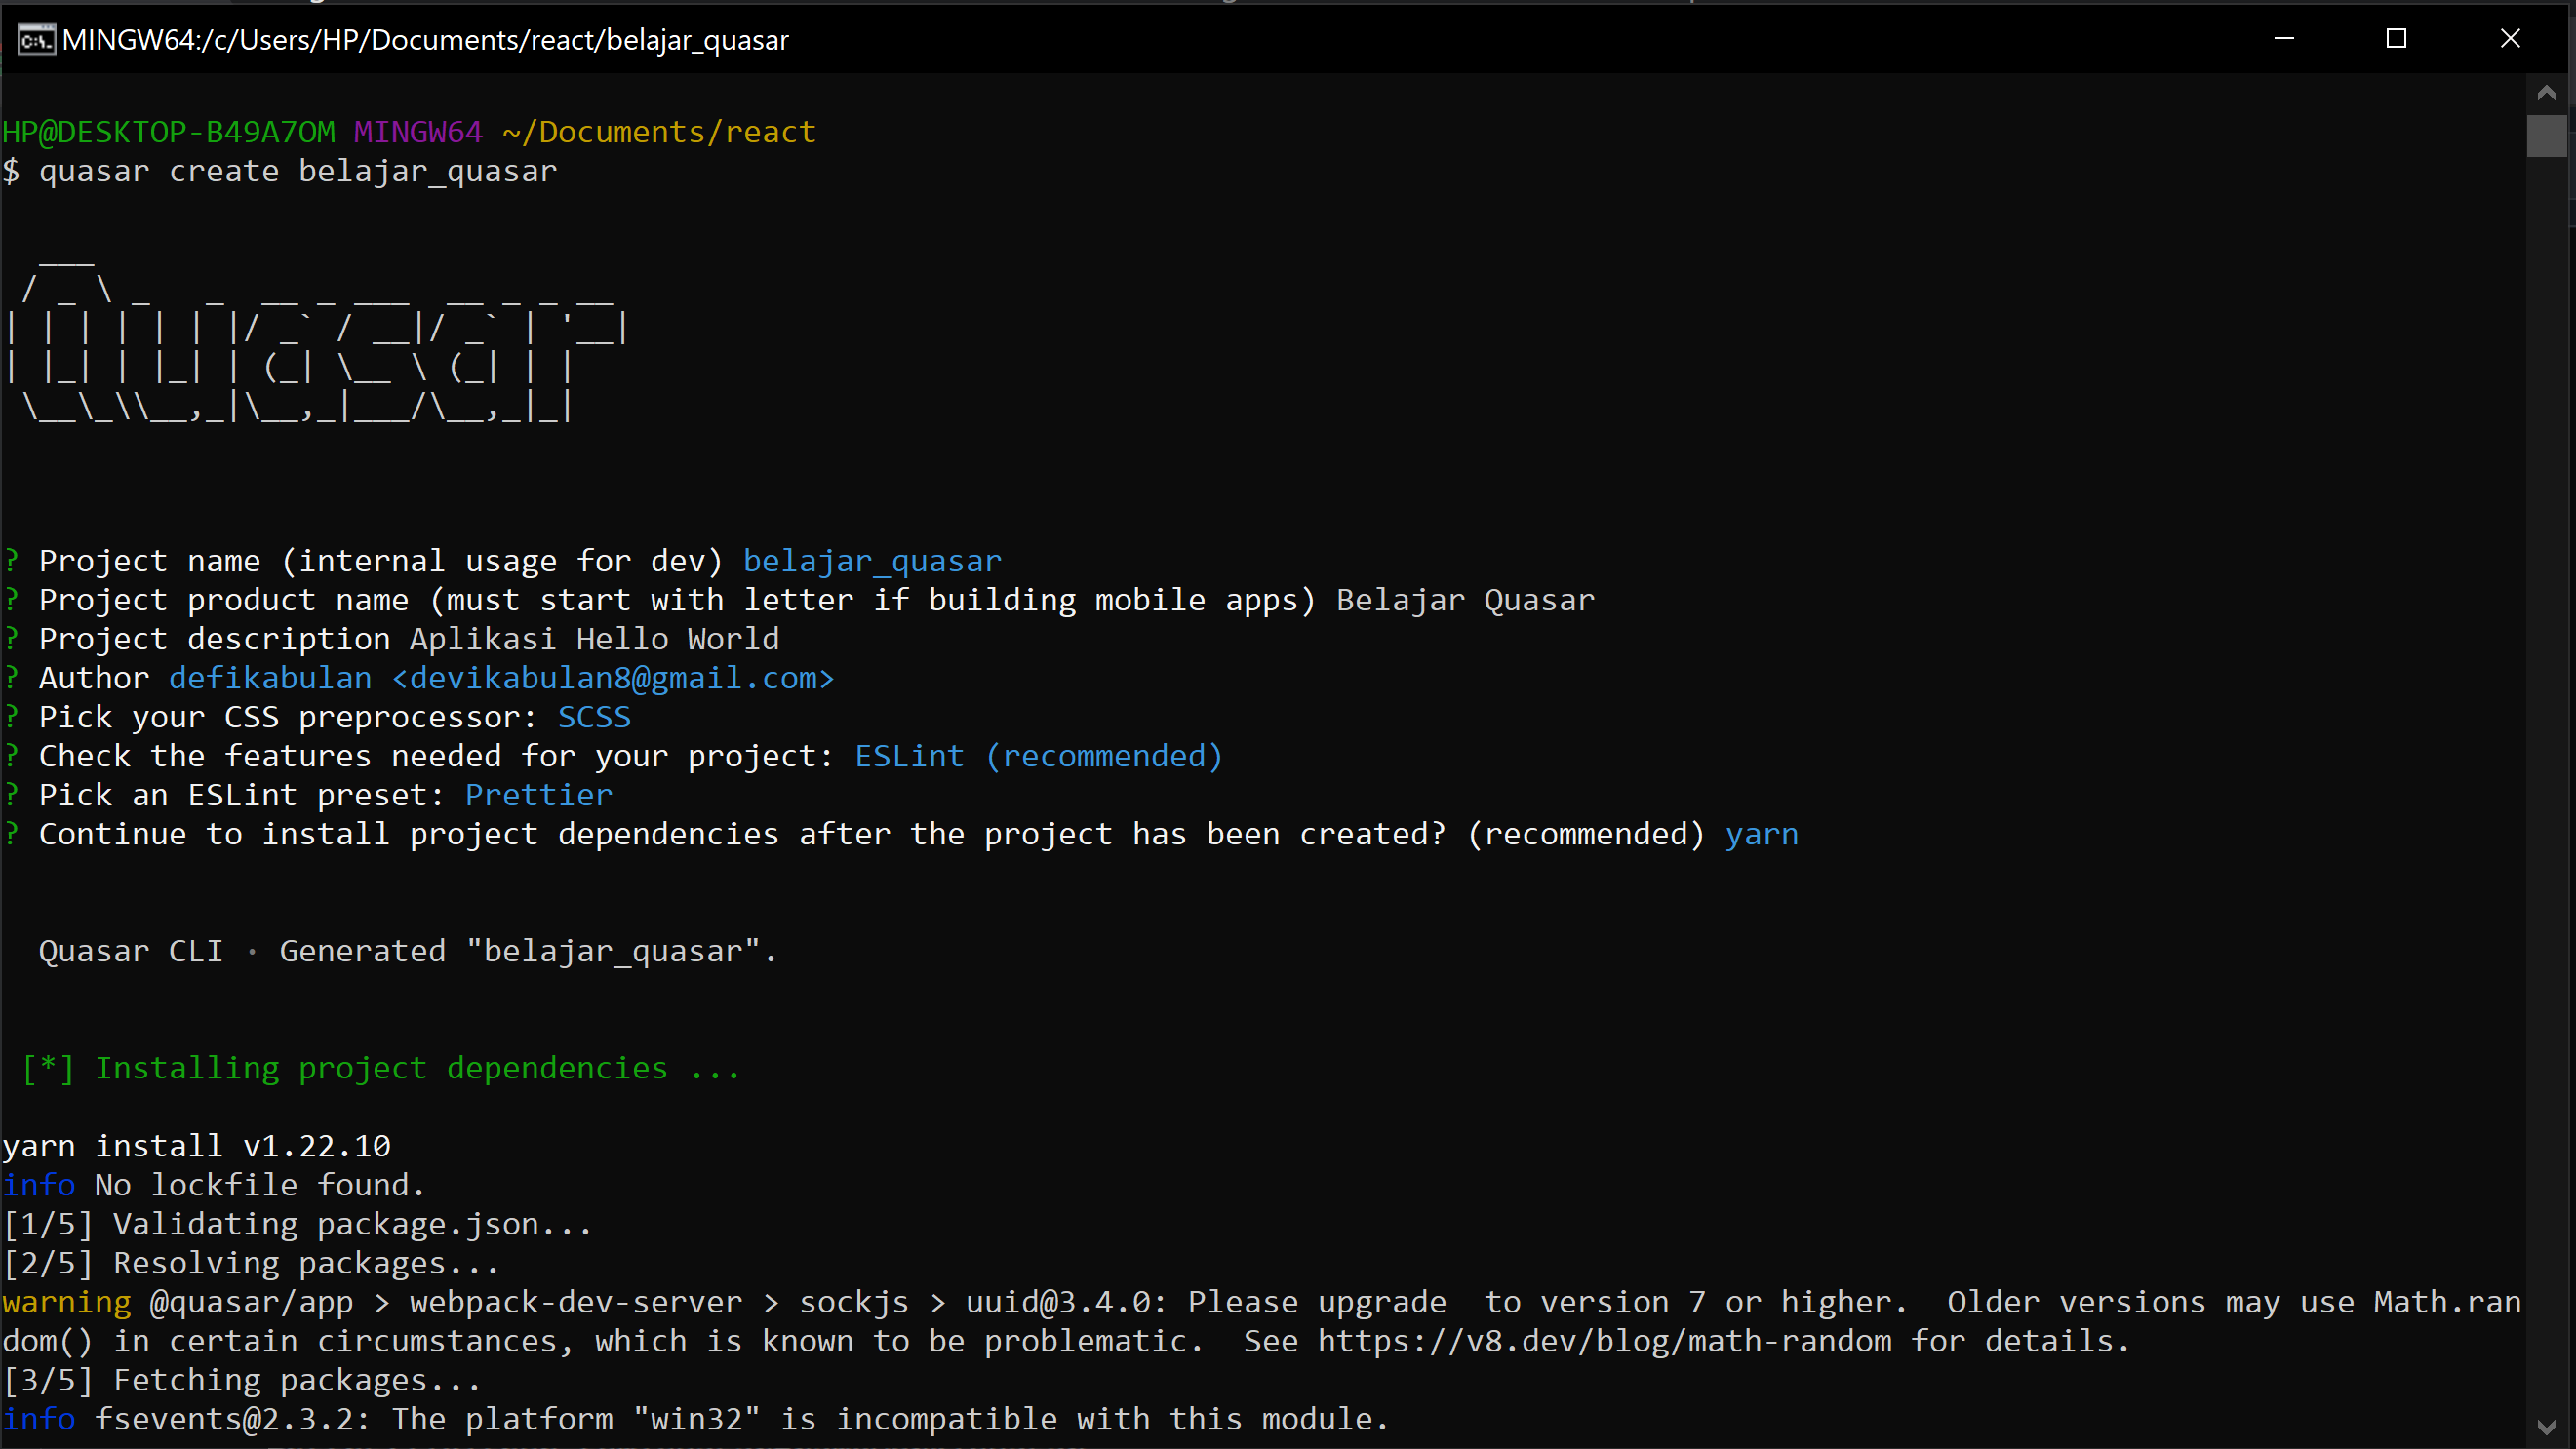 MINGW64:/c/Users/HP/Documents/react/belajar_quasar
HP@DESKTOP-B49A7OM MINGW64 ~/Documents/react
$ quasar create belajar_quasar
  ___
 / _ \ _   _  __ _ ___  __ _ _ __
| | | | | | |/ _` / __|/ _` | '__|
| |_| | |_| | (_| \__ \ (_| | |
 \__\_\\__,_|\__,_|___/\__,_|_|
? Project name (internal usage for dev) belajar_quasar
? Project product name (must start with letter if building mobile apps) Belajar Quasar
? Project description Aplikasi Hello World
? Author defikabulan <devikabulan8@gmail.com>
? Pick your CSS preprocessor: SCSS
? Check the features needed for your project: ESLint (recommended)
? Pick an ESLint preset: Prettier
? Continue to install project dependencies after the project has been created? (recommended) yarn
Quasar CLI · Generated "belajar_quasar".
[*] Installing project dependencies ...
yarn install v1.22.10
info No lockfile found.
[1/5] Validating package.json...
[2/5] Resolving packages...
warning @quasar/app > webpack-dev-server > sockjs > uuid@3.4.0: Please upgrade  to version 7 or higher.  Older versions may use Math.ran
dom() in certain circumstances, which is known to be problematic.  See https://v8.dev/blog/math-random for details.
[3/5] Fetching packages...
info fsevents@2.3.2: The platform "win32" is incompatible with this module.